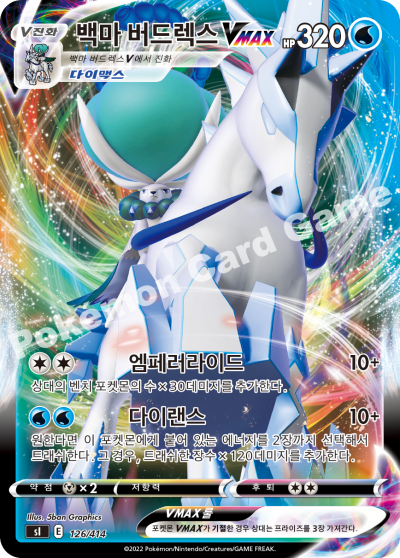 V진화
백마 버드렉스 VMAX HP 320
백마 버드렉스V에서 진화
다이맥스
Pokémon Card Game
엠페러라이드 10+
상대의 벤치 포켓몬의 수 × 30데미지를 추가한다.
다이랜스 10+
원한다면 이 포켓몬에게 붙어 있는 에너지를 2장까지 선택해서
트래쉬한다. 그 경우, 트래쉬한 장수 × 120데미지를 추가한다.
약점 × 2 저항력 후퇴
VMAX룰
포켓몬 VMAX가 기절한 경우 상대는 프라이즈를 3장 가져간다.
Illus. 5ban Graphics
sI E 126/414
©2022 Pokémon/Nintendo/Creatures/GAME FREAK.